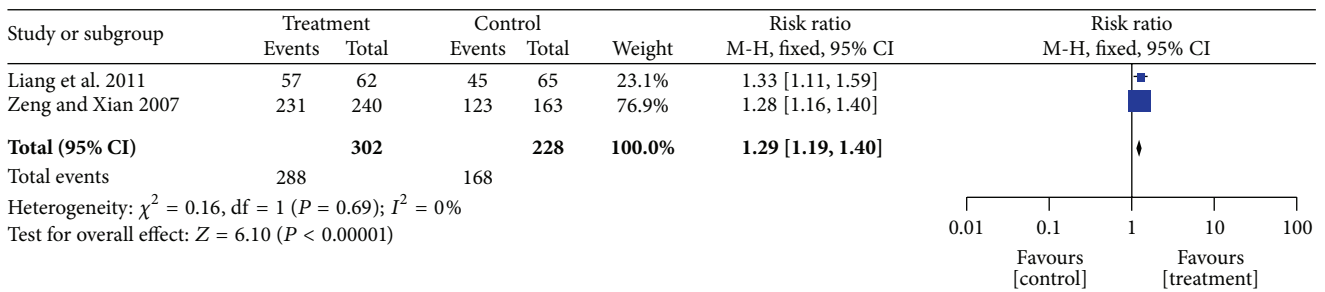 Study or subgroup Treatment Control Risk ratio Risk ratio
Events Total Events Total Weight M-H, fixed, 95% CI M-H, fixed, 95% CI
Liang et al. 2011 57 62 45 65 23.1% 1.33 [1.11, 1.59]
Zeng and Xian 2007 231 240 123 163 76.9% 1.28 [1.16, 1.40]
Total (95% CI) 302 228 100.0% 1.29 [1.19, 1.40]
Total events 288 168
Heterogeneity: χ² = 0.16, df = 1 (P = 0.69); I² = 0%
Test for overall effect: Z = 6.10 (P < 0.00001)
0.01 0.1 1 10 100
Favours Favours
[control] [treatment]